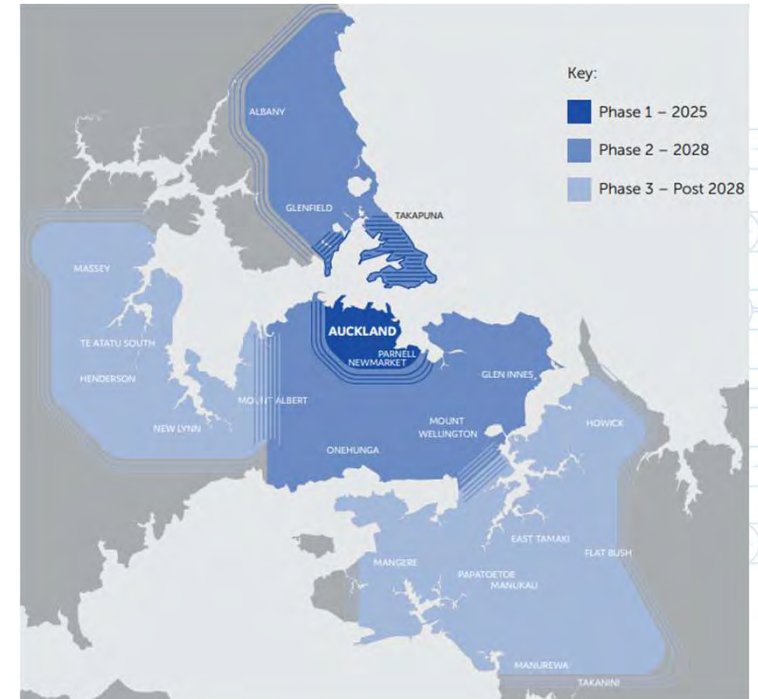 Key:
Phase 1 – 2025
Phase 2 – 2028
Phase 3 – Post 2028
ALBANY
GLENFIELD
TAKAPUNA
MASSEY
AUCKLAND
TE ATATU SOUTH
PARNELL
NEWMARKET
HENDERSON
GLEN INNES
MOUNT ALBERT
NEW LYNN
MOUNT
WELLINGTON
HOWICK
ONEHUNGA
EAST TAMAKI
FLAT BUSH
MANGERE
PAPATOETOE
MANUKAU
MANUREWA
TAKANINI